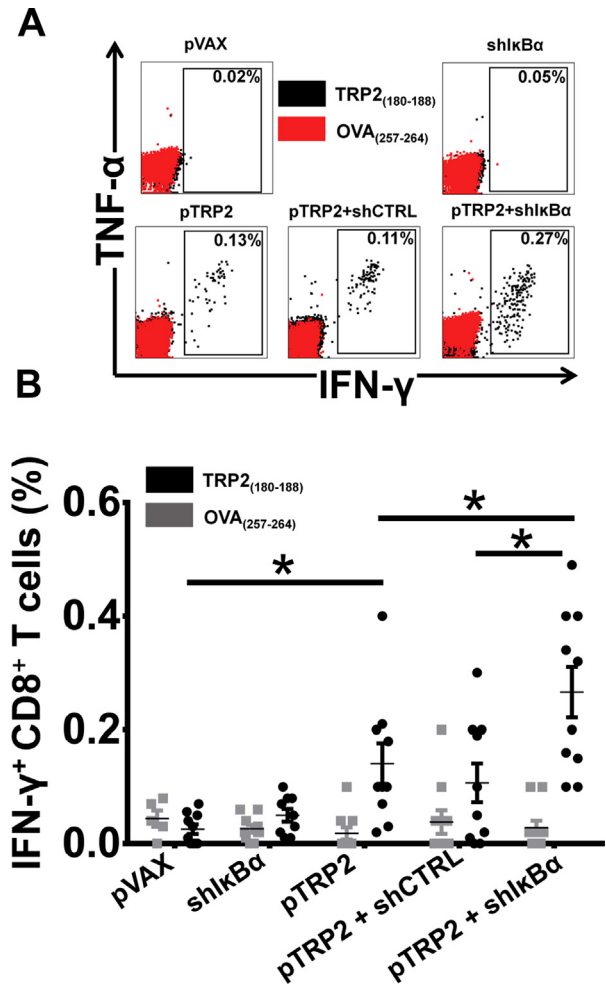 A
pVAX
shIκBα
0.02%
0.05%
TRP2(180-188)
OVA(257-264)
pTRP2
pTRP2+shCTRL
pTRP2+shIκBα
0.13%
0.11%
0.27%
TNF-α
IFN-γ
B
TRP2(180-188)
OVA(257-264)
IFN-γ+ CD8+ T cells (%)
0.6
0.4
0.2
0.0
*
*
*
pVAX
shIκBα
pTRP2
pTRP2 + shCTRL
pTRP2 + shIκBα